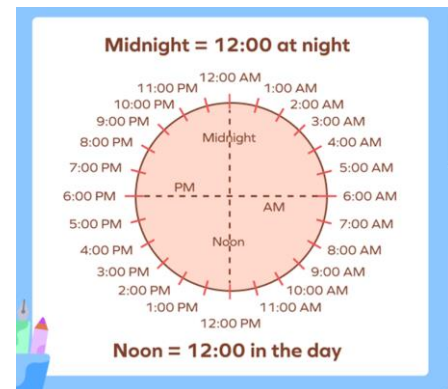 Midnight = 12:00 at night
12:00 AM
11:00 PM
1:00 AM
10:00 PM
2:00 AM
9:00 PM
3:00 AM
Midnight
8:00 PM
4:00 AM
7:00 PM
5:00 AM
PM
6:00 PM
6:00 AM
AM
5:00 PM
7:00 AM
Noon
4:00 PM
8:00 AM
3:00 PM
9:00 AM
2:00 PM
10:00 AM
1:00 PM
11:00 AM
12:00 PM
Noon = 12:00 in the day